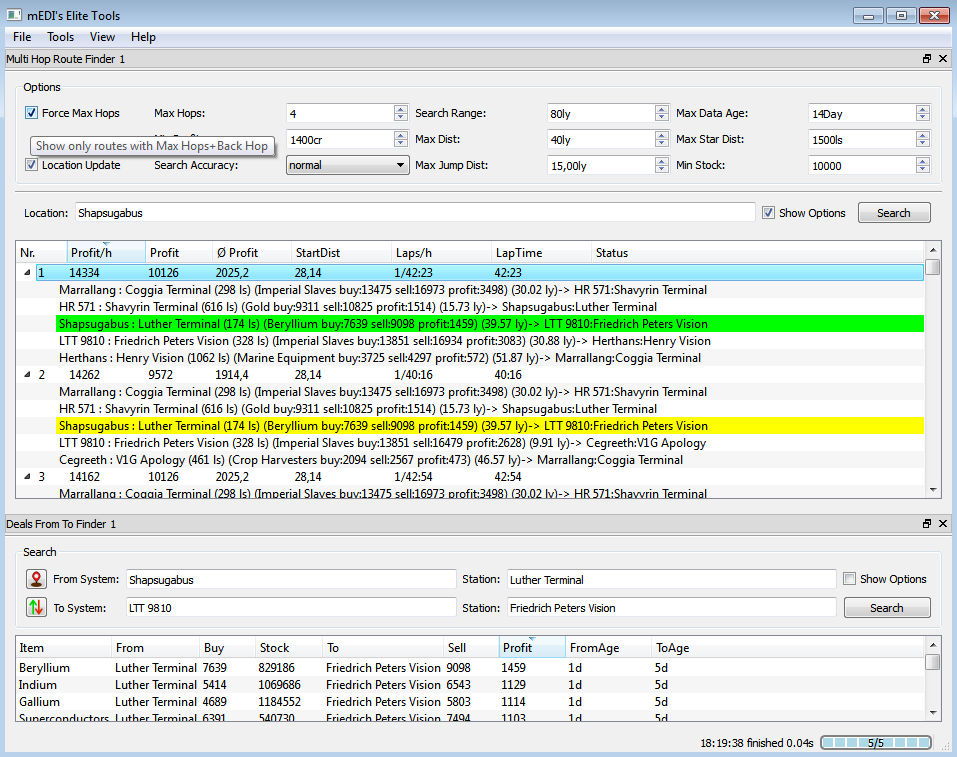 mEDI's Elite Tools
File Tools View Help
Multi Hop Route Finder 1
Options
Force Max Hops Max Hops: 4 Search Range: 80ly Max Data Age: 14Day
1400cr Max Dist: 40ly Max Star Dist: 1500ls
Show only routes with Max Hops+Back Hop
Location Update Search Accuracy: normal Max Jump Dist: 15,00ly Min Stock: 10000
Location: Shapsugabus Show Options Search
Nr. Profit/h Profit Ø Profit StartDist Laps/h LapTime Status
1 14334 10126 2025,2 28,14 1/42:23 42:23
Marrallang : Coggia Terminal (298 ls) (Imperial Slaves buy:13475 sell:16973 profit:3498) (30.02 ly)-> HR 571:Shavyrin Terminal
HR 571 : Shavyrin Terminal (616 ls) (Gold buy:9311 sell:10825 profit:1514) (15.73 ly)-> Shapsugabus:Luther Terminal
Shapsugabus : Luther Terminal (174 ls) (Beryllium buy:7639 sell:9098 profit:1459) (39.57 ly)-> LTT 9810:Friedrich Peters Vision
LTT 9810 : Friedrich Peters Vision (328 ls) (Imperial Slaves buy:13851 sell:16934 profit:3083) (30.88 ly)-> Herthans:Henry Vision
Herthans : Henry Vision (1062 ls) (Marine Equipment buy:3725 sell:4297 profit:572) (51.87 ly)-> Marrallang:Coggia Terminal
2 14262 9572 1914,4 28,14 1/40:16 40:16
Marrallang : Coggia Terminal (298 ls) (Imperial Slaves buy:13475 sell:16973 profit:3498) (30.02 ly)-> HR 571:Shavyrin Terminal
HR 571 : Shavyrin Terminal (616 ls) (Gold buy:9311 sell:10825 profit:1514) (15.73 ly)-> Shapsugabus:Luther Terminal
Shapsugabus : Luther Terminal (174 ls) (Beryllium buy:7639 sell:9098 profit:1459) (39.57 ly)-> LTT 9810:Friedrich Peters Vision
LTT 9810 : Friedrich Peters Vision (328 ls) (Imperial Slaves buy:13851 sell:16479 profit:2628) (9.91 ly)-> Cegreeth:V1G Apology
Cegreeth : V1G Apology (461 ls) (Crop Harvesters buy:2094 sell:2567 profit:473) (46.57 ly)-> Marrallang:Coggia Terminal
3 14162 10126 2025,2 28,14 1/42:54 42:54
Marrallang : Coggia Terminal (298 ls) (Imperial Slaves buy:13475 sell:16973 profit:3498) (30.02 ly)-> HR 571:Shavyrin Terminal
Deals From To Finder 1
Search
From System: Shapsugabus Station: Luther Terminal Show Options
To System: LTT 9810 Station: Friedrich Peters Vision Search
Item From Buy Stock To Sell Profit FromAge ToAge
Beryllium Luther Terminal 7639 829186 Friedrich Peters Vision 9098 1459 1d 5d
Indium Luther Terminal 5414 1069686 Friedrich Peters Vision 6543 1129 1d 5d
Gallium Luther Terminal 4689 1184552 Friedrich Peters Vision 5803 1114 1d 5d
Superconductors Luther Terminal 6391 540730 Friedrich Peters Vision 7494 1103 1d 5d
18:19:38 finished 0.04s 5/5